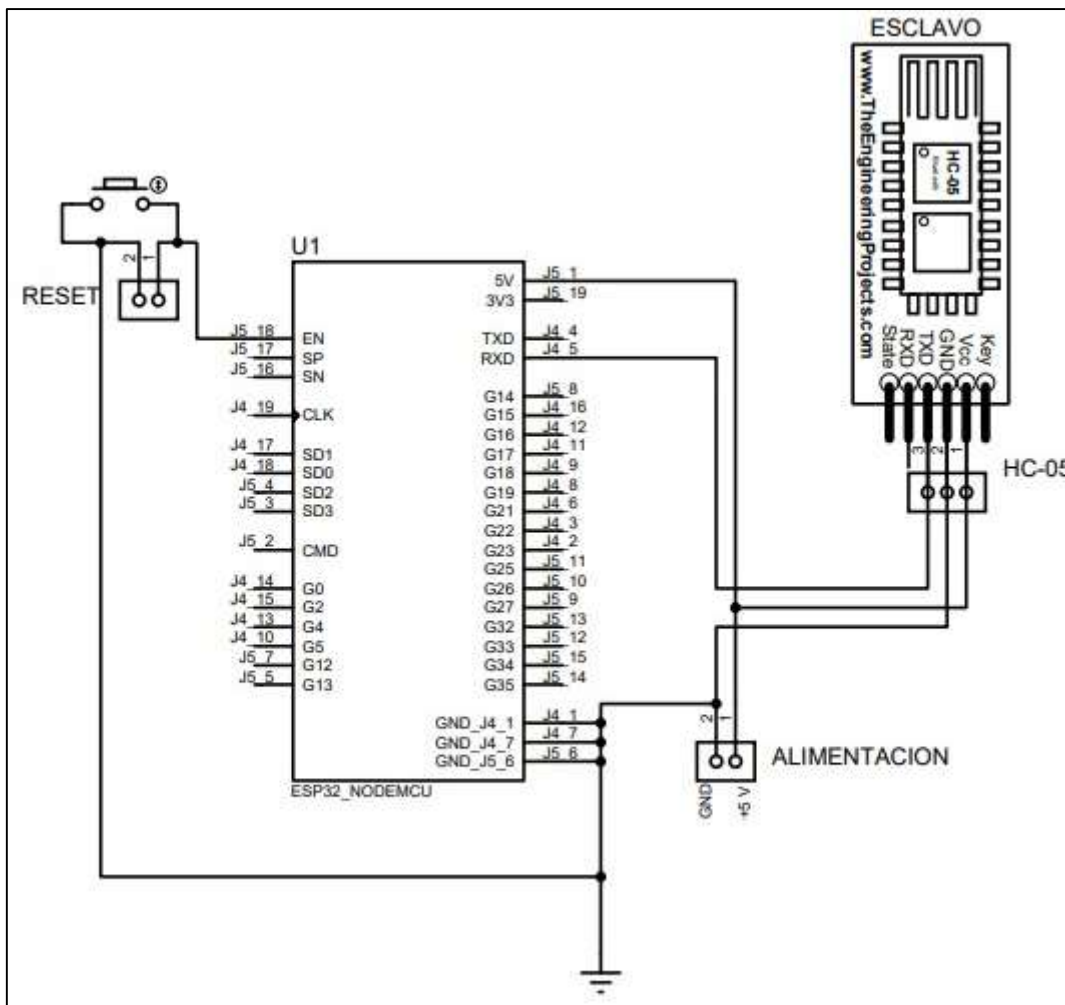 ESCLAVO
www.TheEngineeringProjects.com
HC-05
State
RXD
TXD
GND
Vcc
Key
3
2
1
HC-05
2
1
RESET
U1
J5_18 EN
J5_17 SP
J5_16 SN
J4_19 CLK
J4_17 SD1
J4_18 SD0
J5_4 SD2
J5_3 SD3
J5_2 CMD
J4_14 G0
J4_15 G2
J4_13 G4
J4_10 G5
J5_7 G12
J5_5 G13
5V J5_1
3V3 J5_19
TXD J4_4
RXD J4_5
G14 J5_8
G15 J4_16
G16 J4_12
G17 J4_11
G18 J4_9
G19 J4_8
G21 J4_6
G22 J4_3
G23 J4_2
G25 J5_11
G26 J5_10
G27 J5_9
G32 J5_13
G33 J5_12
G34 J5_15
G35 J5_14
GND_J4_1 J4_1
GND_J4_7 J4_7
GND_J5_6 J5_6
ESP32_NODEMCU
2
1
ALIMENTACION
GND
+5 V